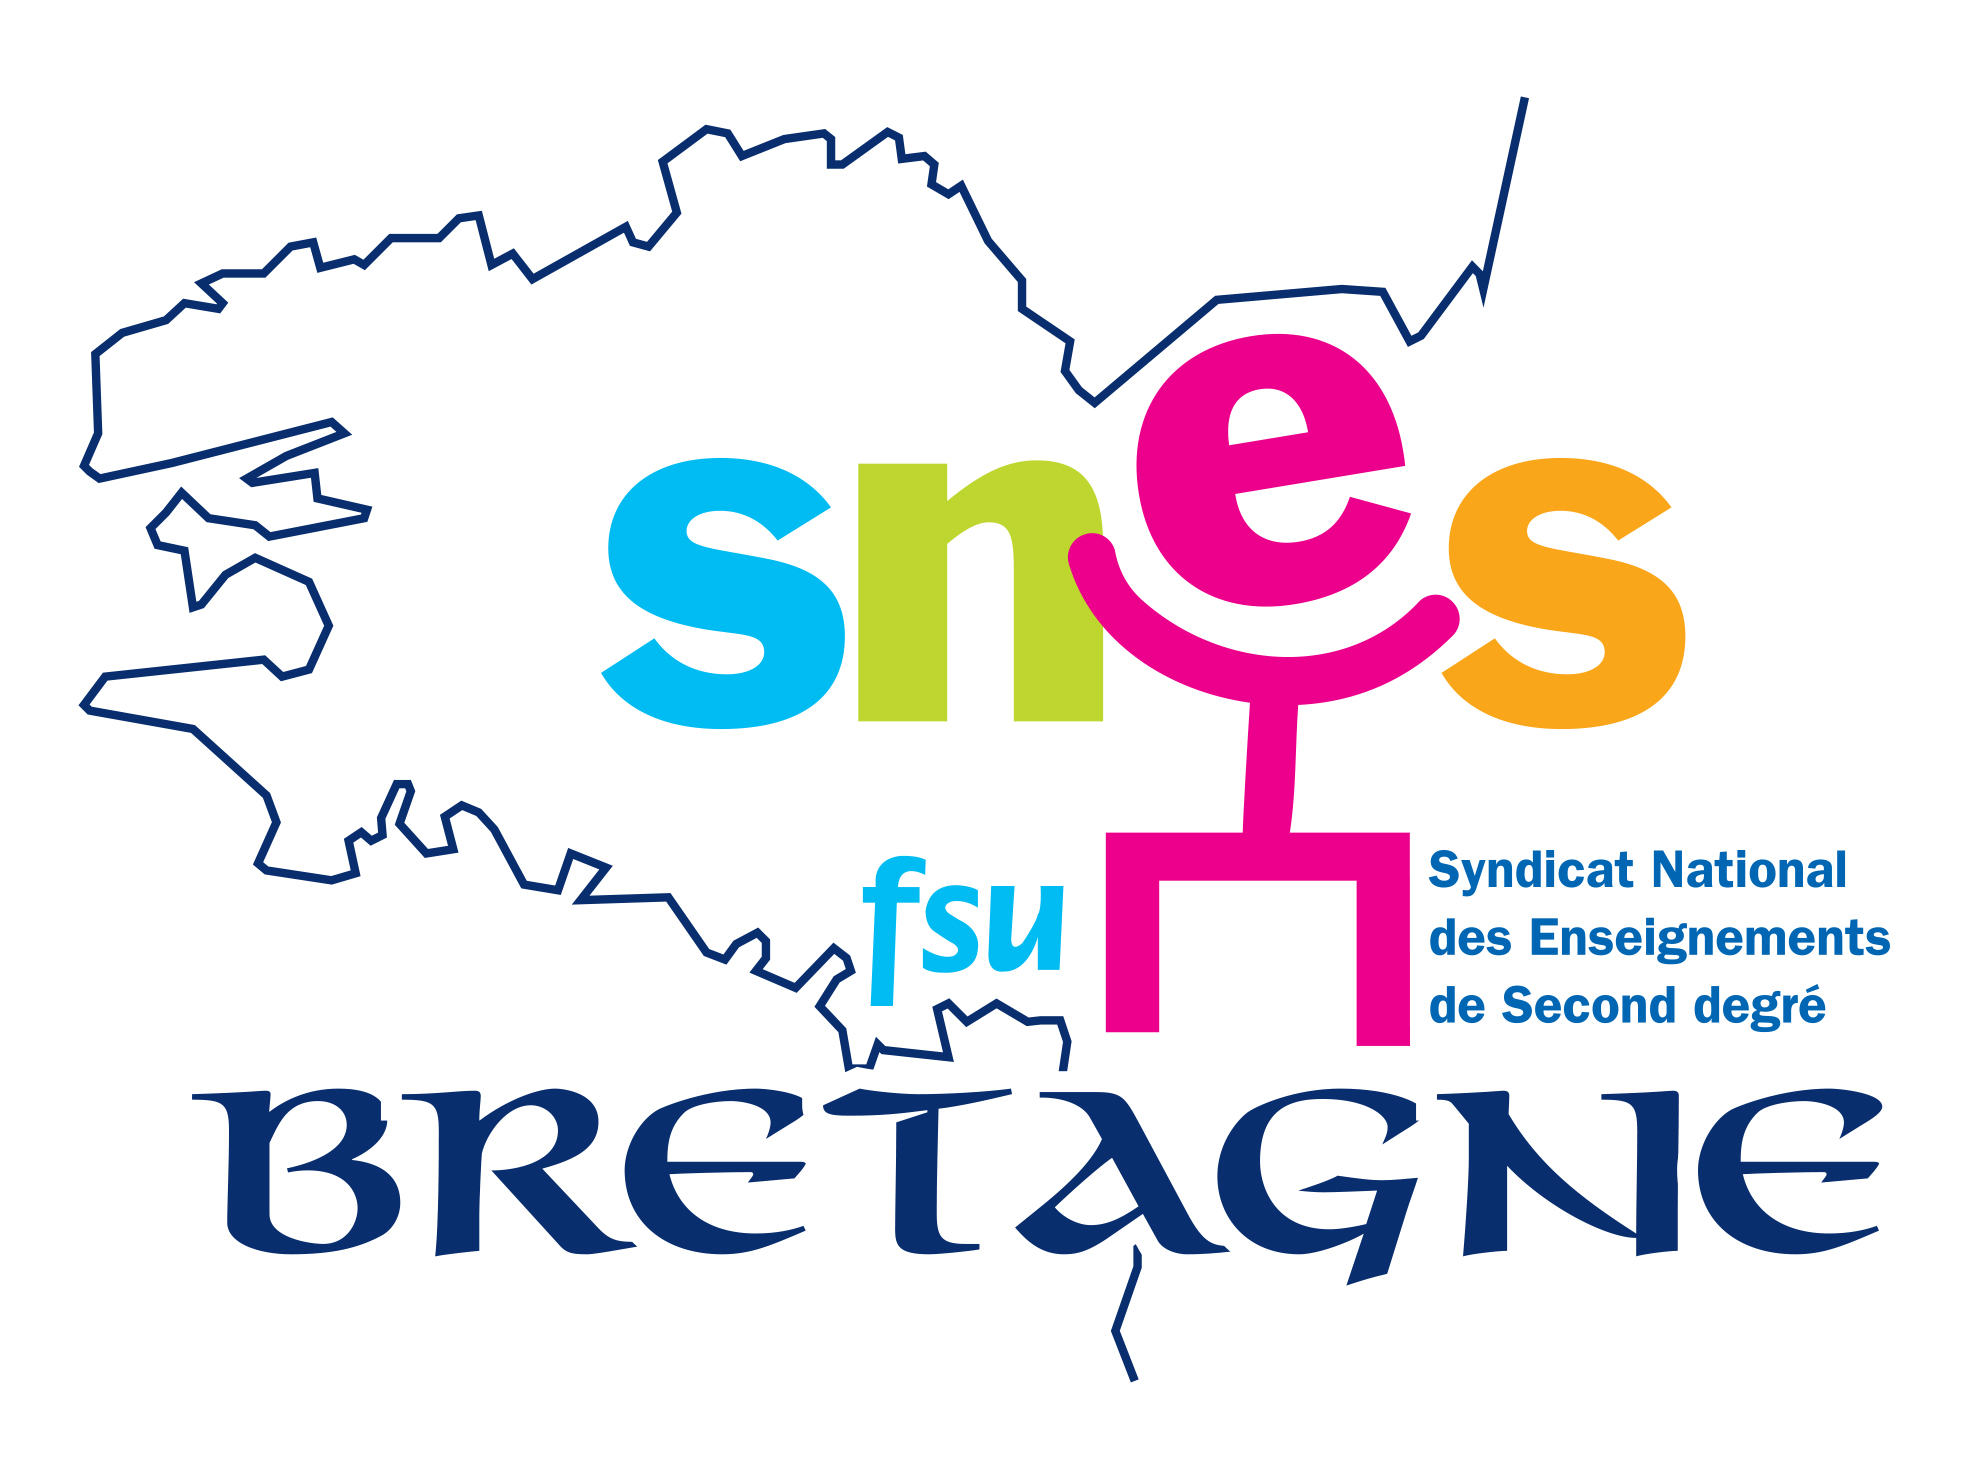 snes
fsu
Syndicat National
des Enseignements
de Second degré
BRETAGNE